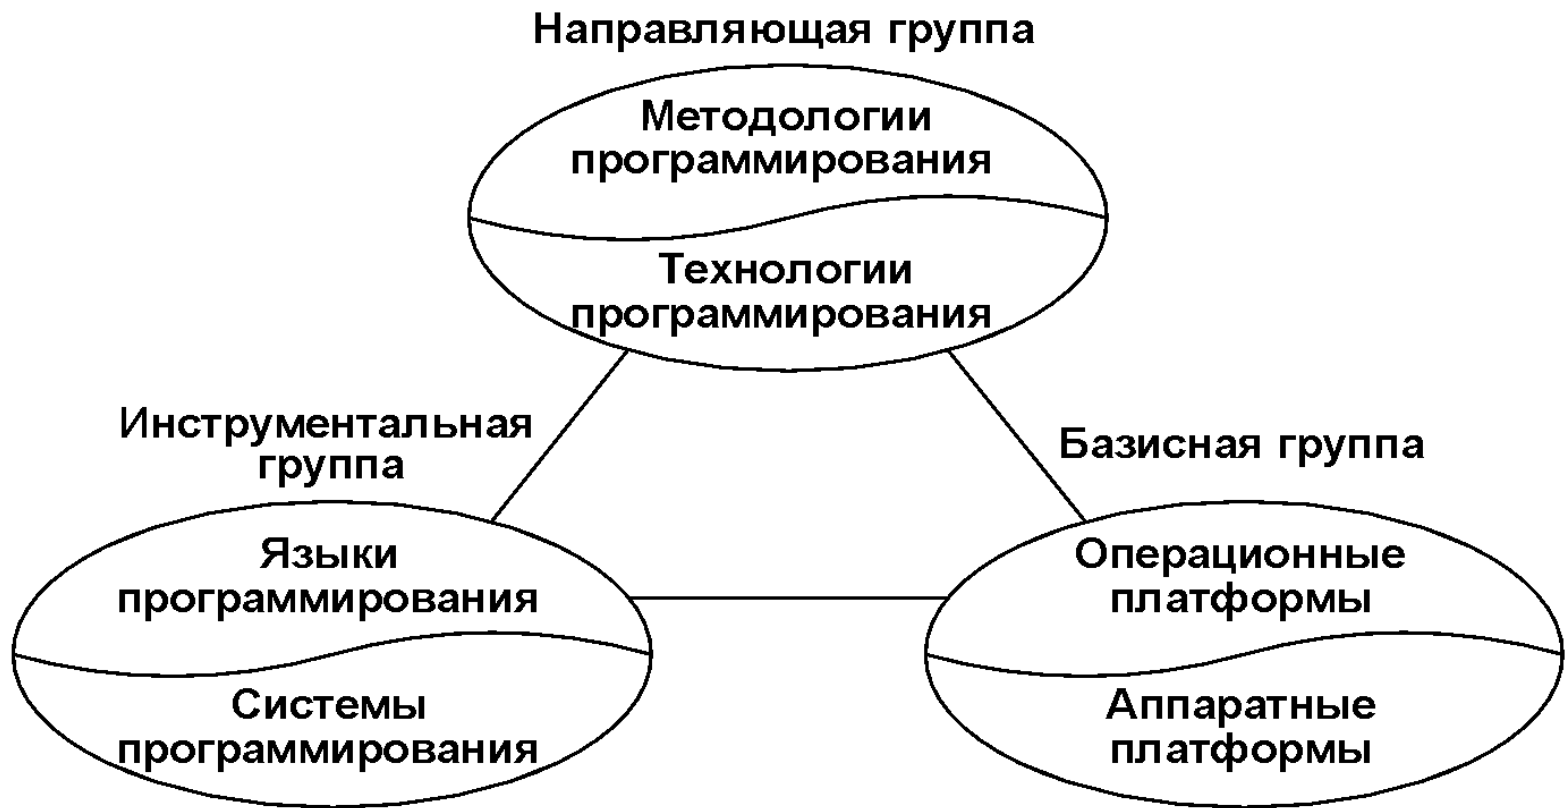 Направляющая группа
Методологии
программирования
Технологии
программирования
Инструментальная
группа
Базисная группа
Языки
программирования
Системы
программирования
Операционные
платформы
Аппаратные
платформы